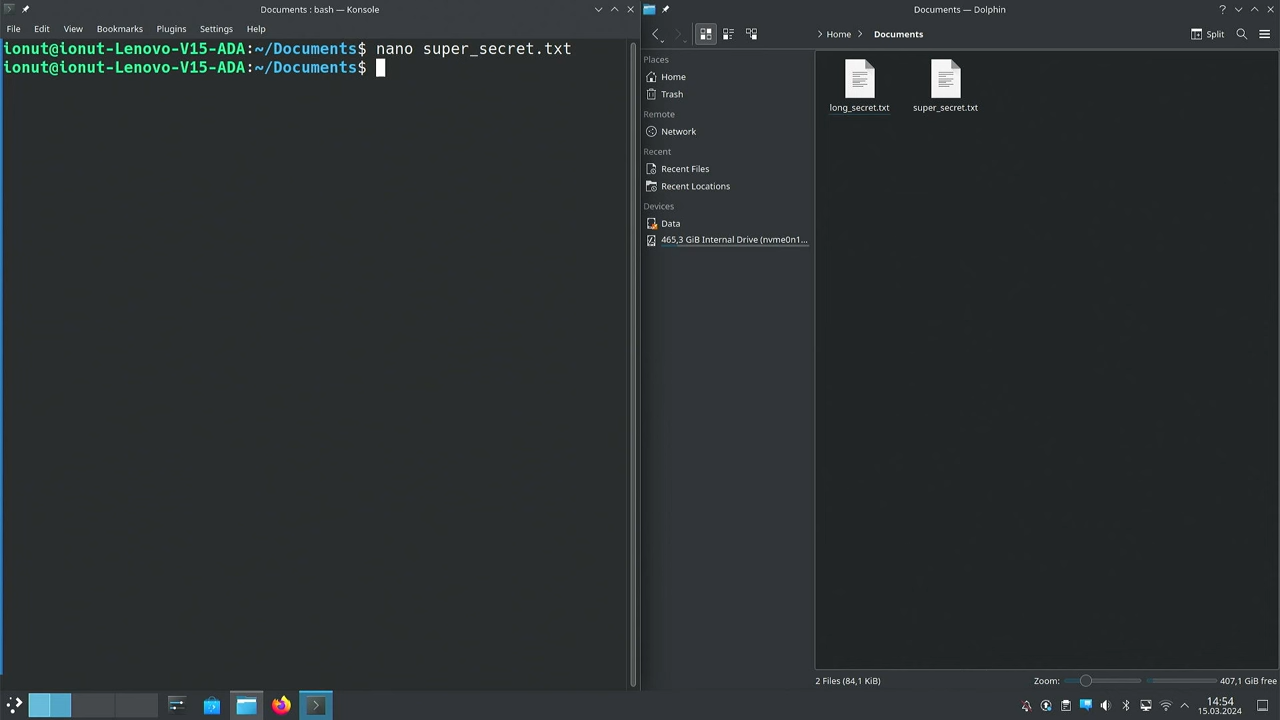 Documents : bash — Konsole
File Edit View Bookmarks Plugins Settings Help
ionut@ionut-Lenovo-V15-ADA:~/Documents$ nano super_secret.txt
ionut@ionut-Lenovo-V15-ADA:~/Documents$
Documents — Dolphin
Home Documents
Split
Places
Home
Trash
Remote
Network
Recent
Recent Files
Recent Locations
Devices
Data
465,3 GiB Internal Drive (nvme0n1...
long_secret.txt super_secret.txt
2 Files (84,1 KiB)
Zoom:
407,1 GiB free
14:54
15.03.2024